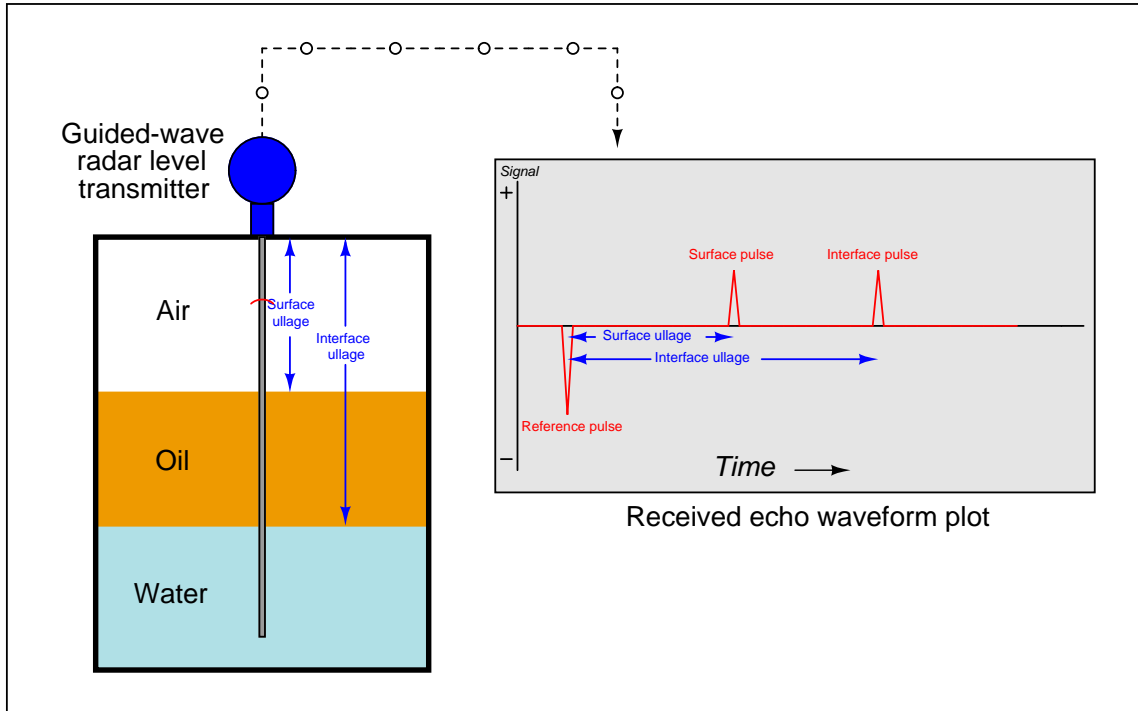 Guided-wave
radar level
transmitter
Air
Surface
ullage
Interface
ullage
Oil
Water
Signal
+
Surface pulse
Interface pulse
Surface ullage
Interface ullage
Reference pulse
−
Time
Received echo waveform plot